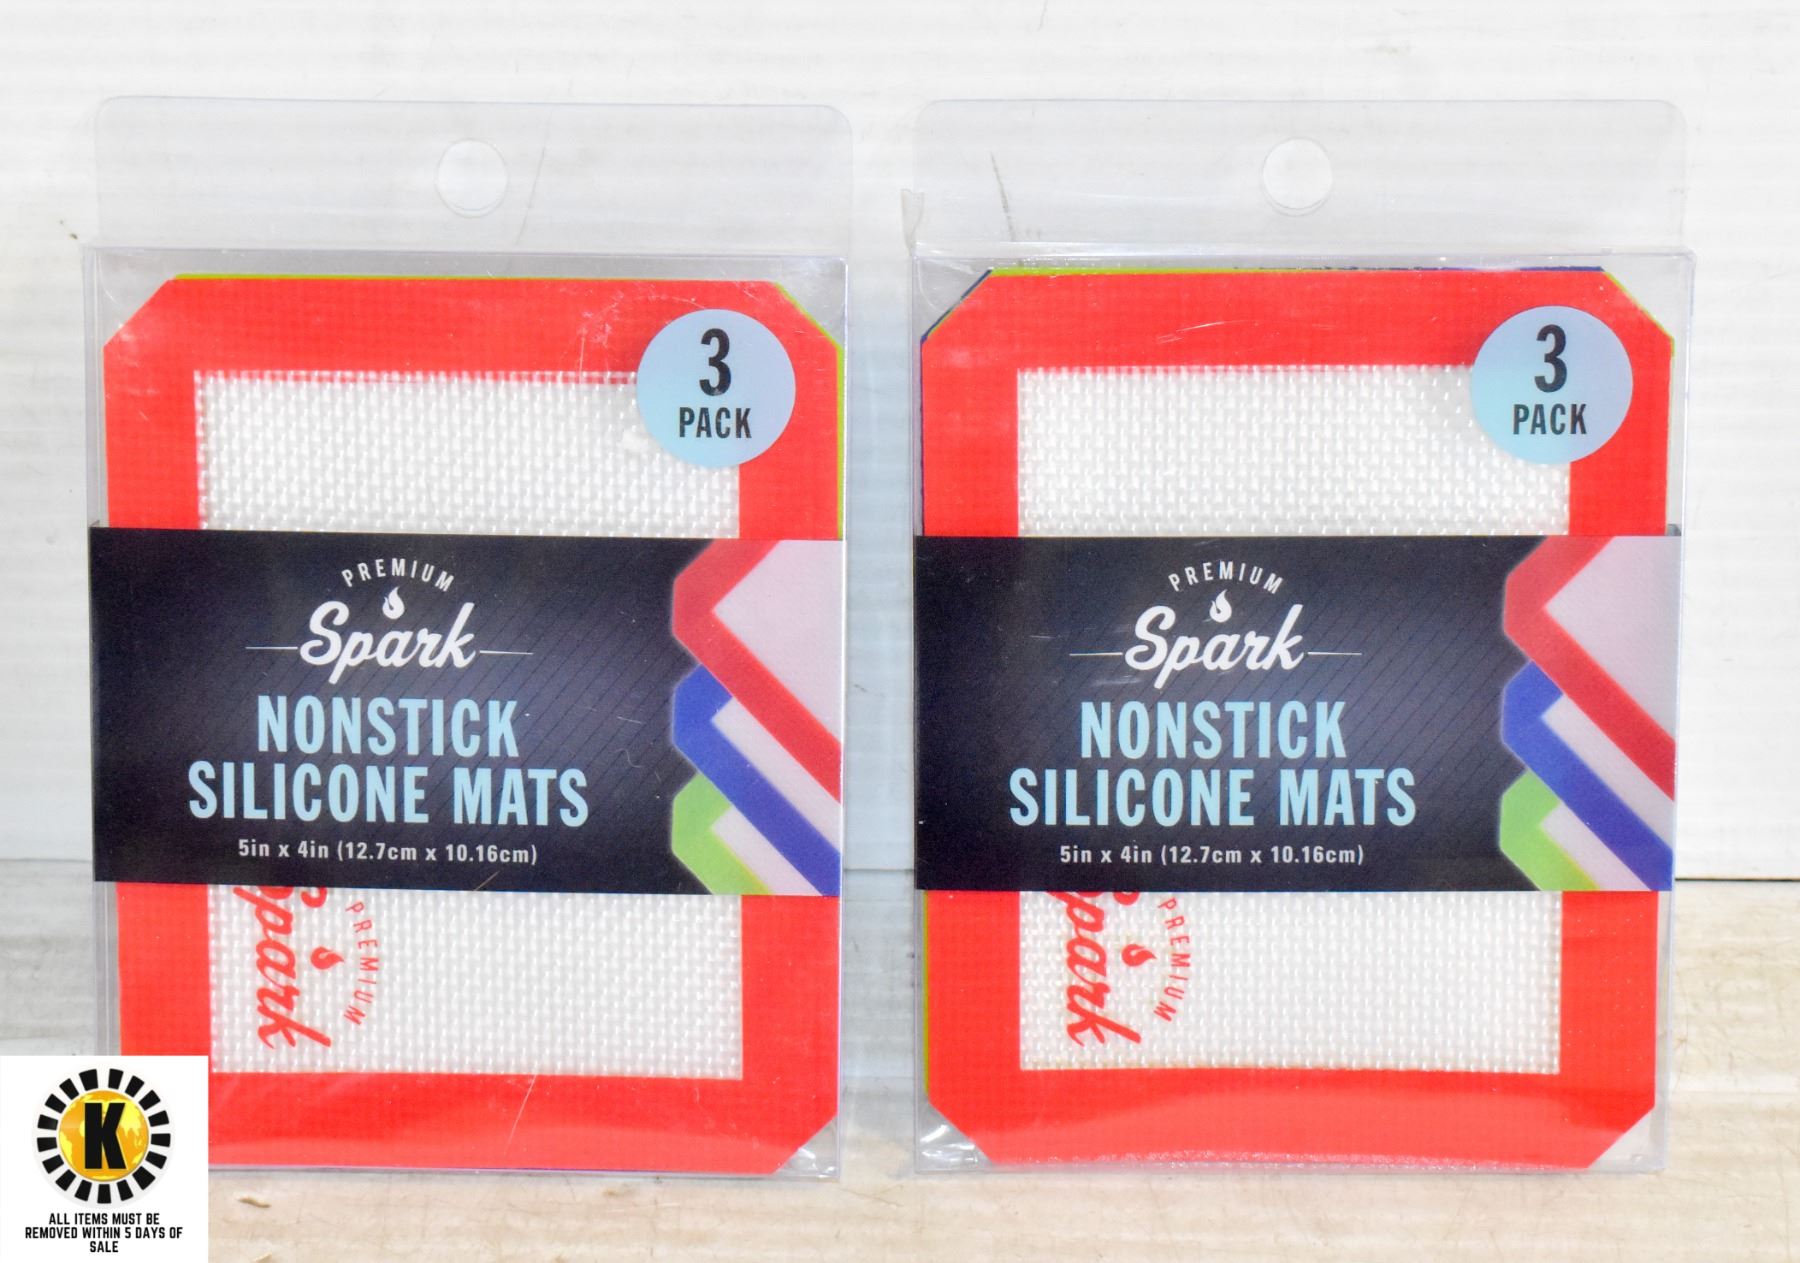 3
PACK
PREMIUM
Spark
NONSTICK
SILICONE MATS
5in x 4in (12.7cm x 10.16cm)
Spark
PREMIUM
3
PACK
PREMIUM
Spark
NONSTICK
SILICONE MATS
5in x 4in (12.7cm x 10.16cm)
Spark
PREMIUM
K
ALL ITEMS MUST BE
REMOVED WITHIN 5 DAYS OF
SALE